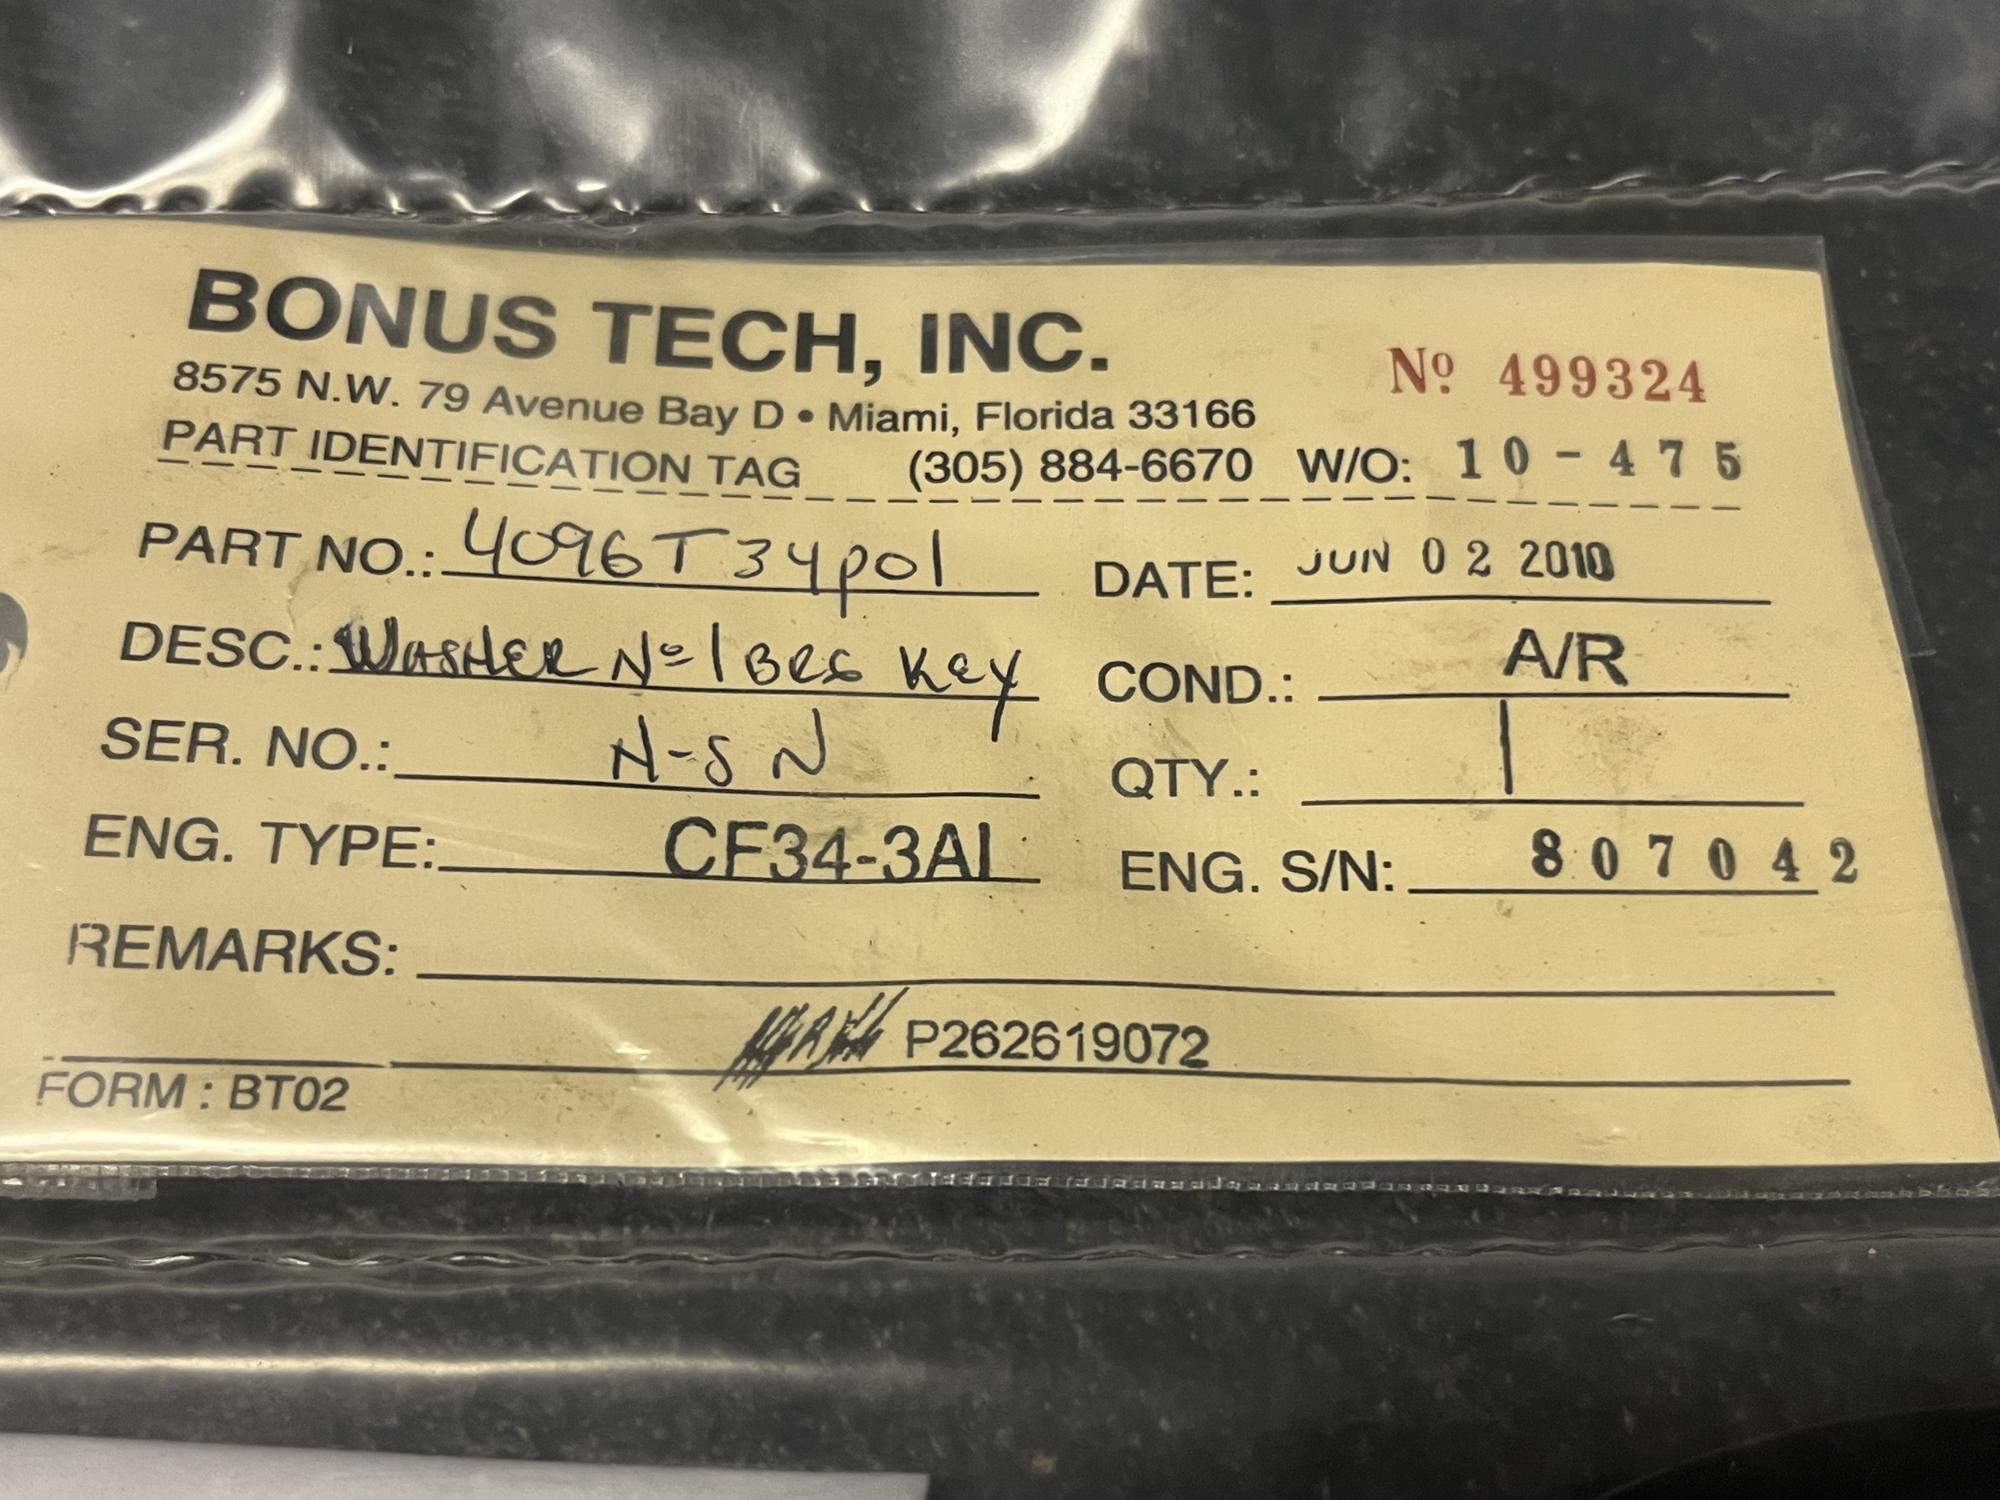 BONUS TECH, INC.
Nº 499324
8575 N.W. 79 Avenue Bay D • Miami, Florida 33166
PART IDENTIFICATION TAG (305) 884-6670 W/O: 10-475
PART NO.: 4096T34P01 DATE: JUN 02 2010
DESC.: WASHER Nº 1 BRG KEY COND.: A/R
SER. NO.: N-SN QTY.: 1
ENG. TYPE: CF34-3A1 ENG. S/N: 807042
REMARKS:
P262619072
FORM : BT02